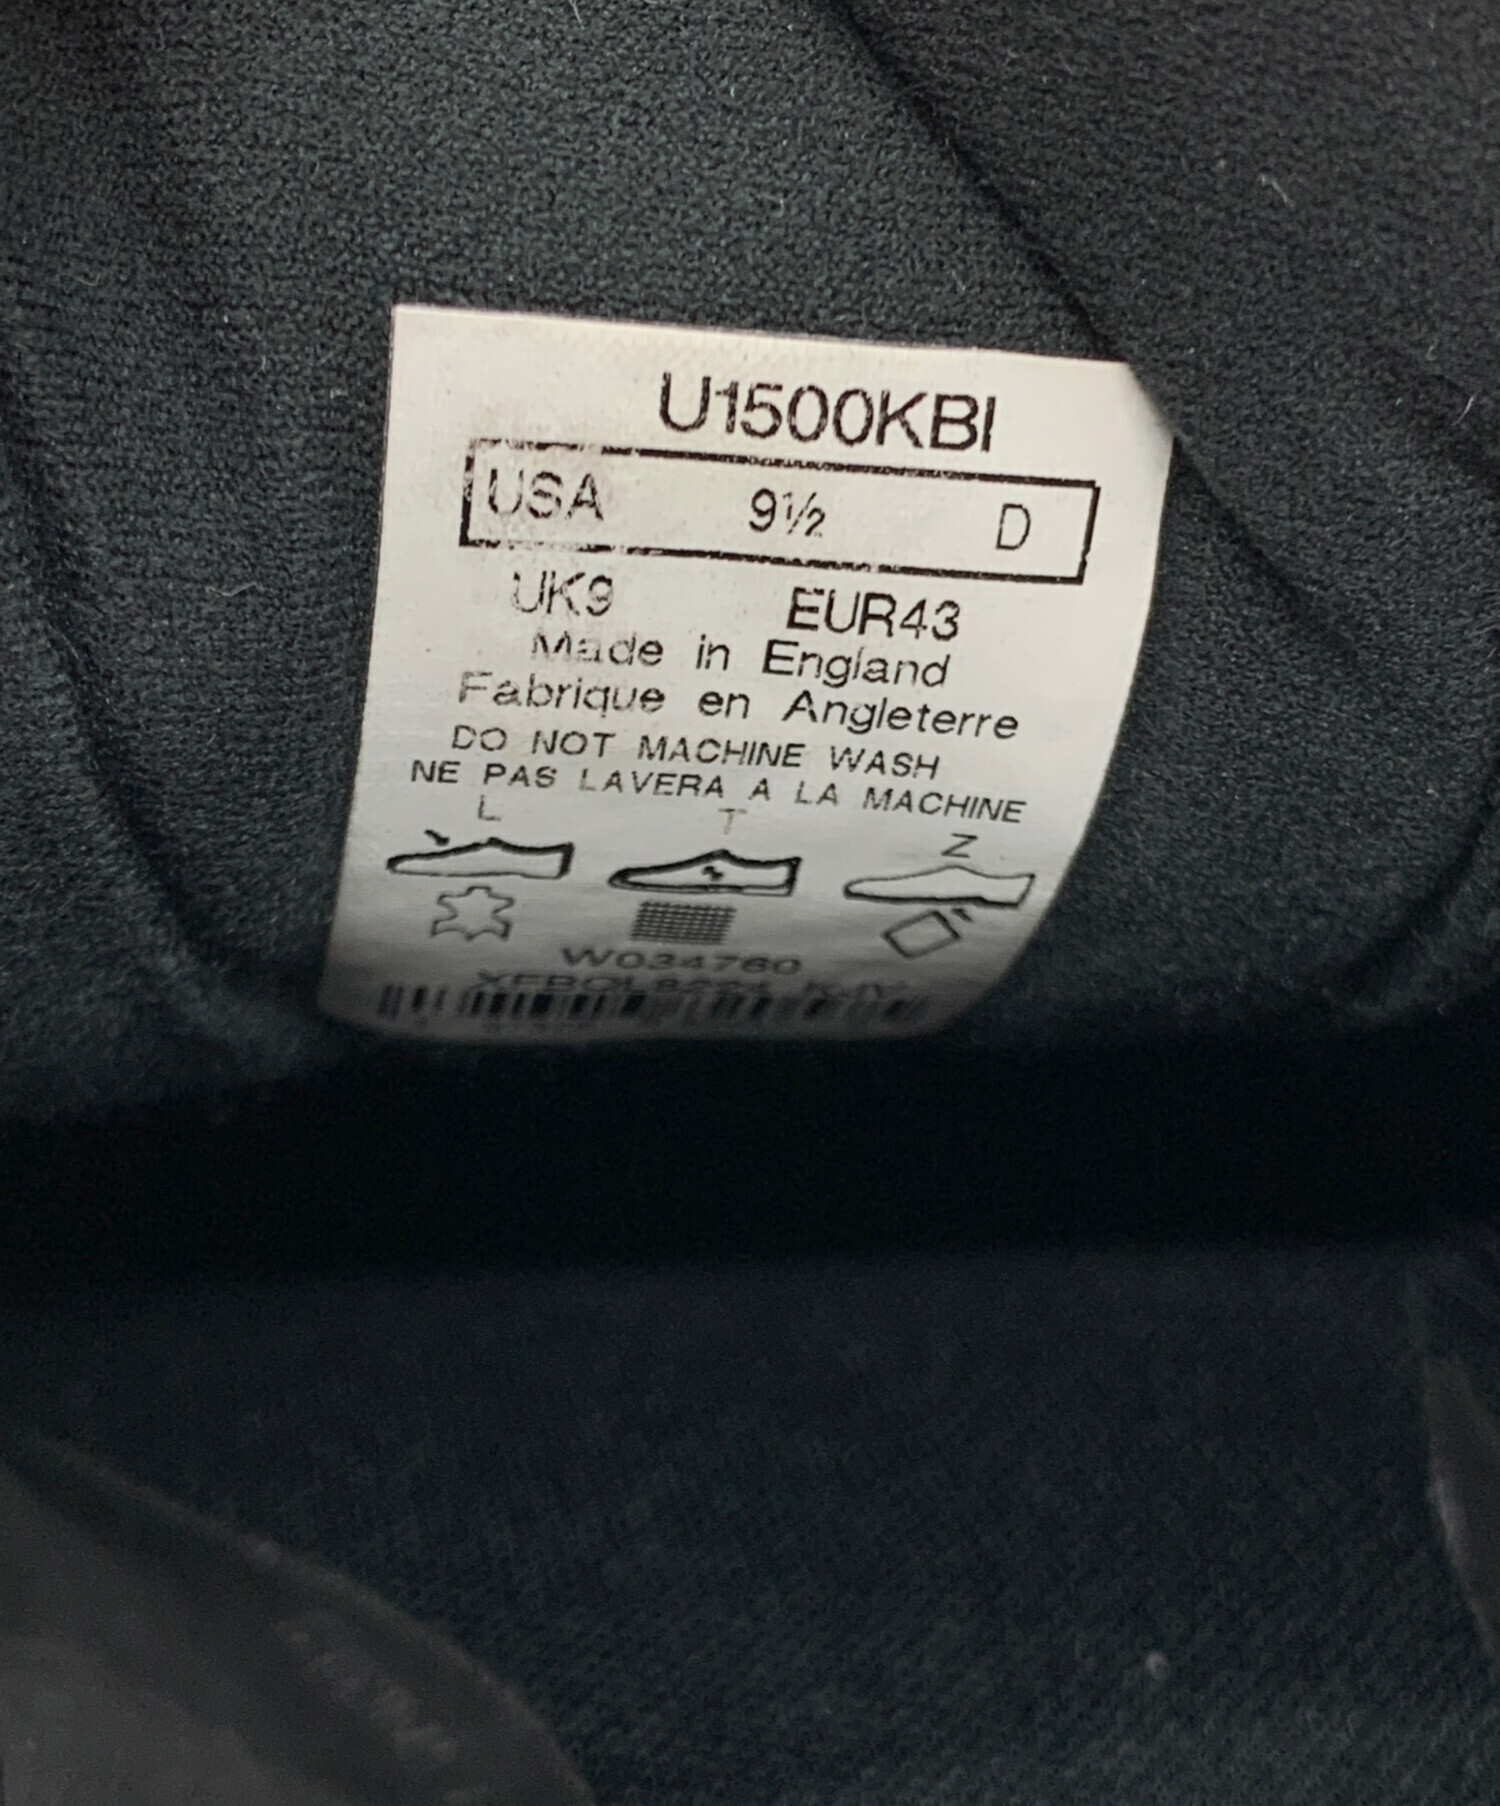 U1500KBI
USA 9½ D
UK9 EUR43
Made in England
Fabrique en Angleterre
DO NOT MACHINE WASH
NE PAS LAVERA A LA MACHINE
L T Z
W034760